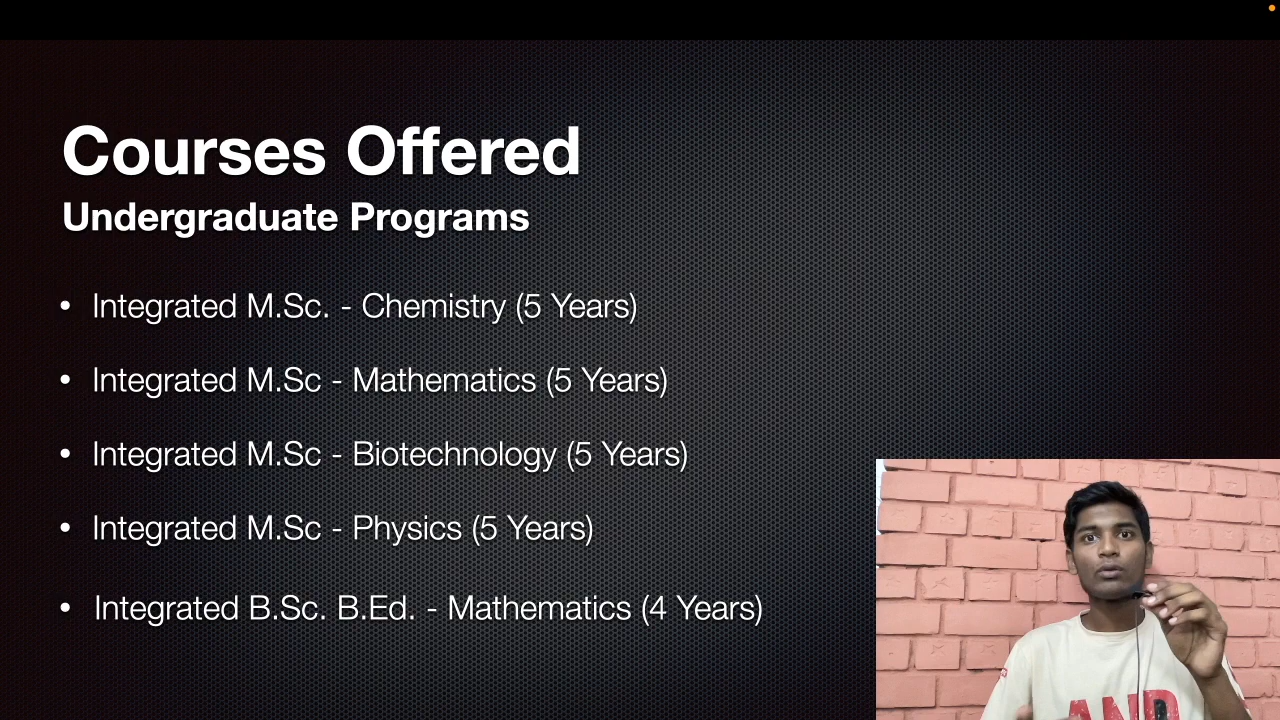 Courses Offered
Undergraduate Programs
• Integrated M.Sc. - Chemistry (5 Years)
• Integrated M.Sc - Mathematics (5 Years)
• Integrated M.Sc - Biotechnology (5 Years)
• Integrated M.Sc - Physics (5 Years)
• Integrated B.Sc. B.Ed. - Mathematics (4 Years)
AND